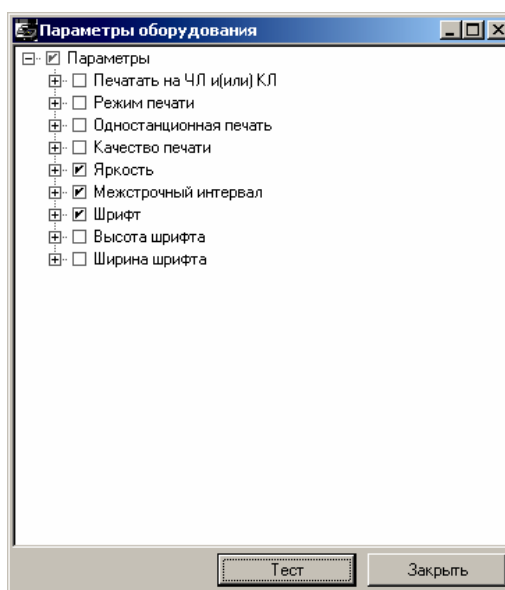 Параметры оборудования
Параметры
Печатать на ЧЛ и(или) КЛ
Режим печати
Одностанционная печать
Качество печати
Яркость
Межстрочный интервал
Шрифт
Высота шрифта
Ширина шрифта
Тест Закрыть